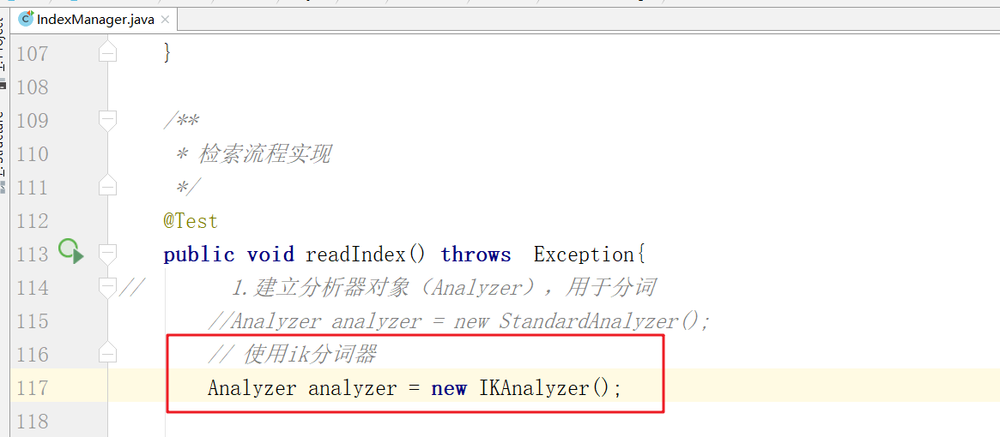 IndexManager.java
107 }
108
109 /**
110 * 检索流程实现
111 */
112 @Test
113 public void readIndex() throws Exception{
114 // 1.建立分析器对象（Analyzer），用于分词
115 //Analyzer analyzer = new StandardAnalyzer();
116 // 使用ik分词器
117 Analyzer analyzer = new IKAnalyzer();
118